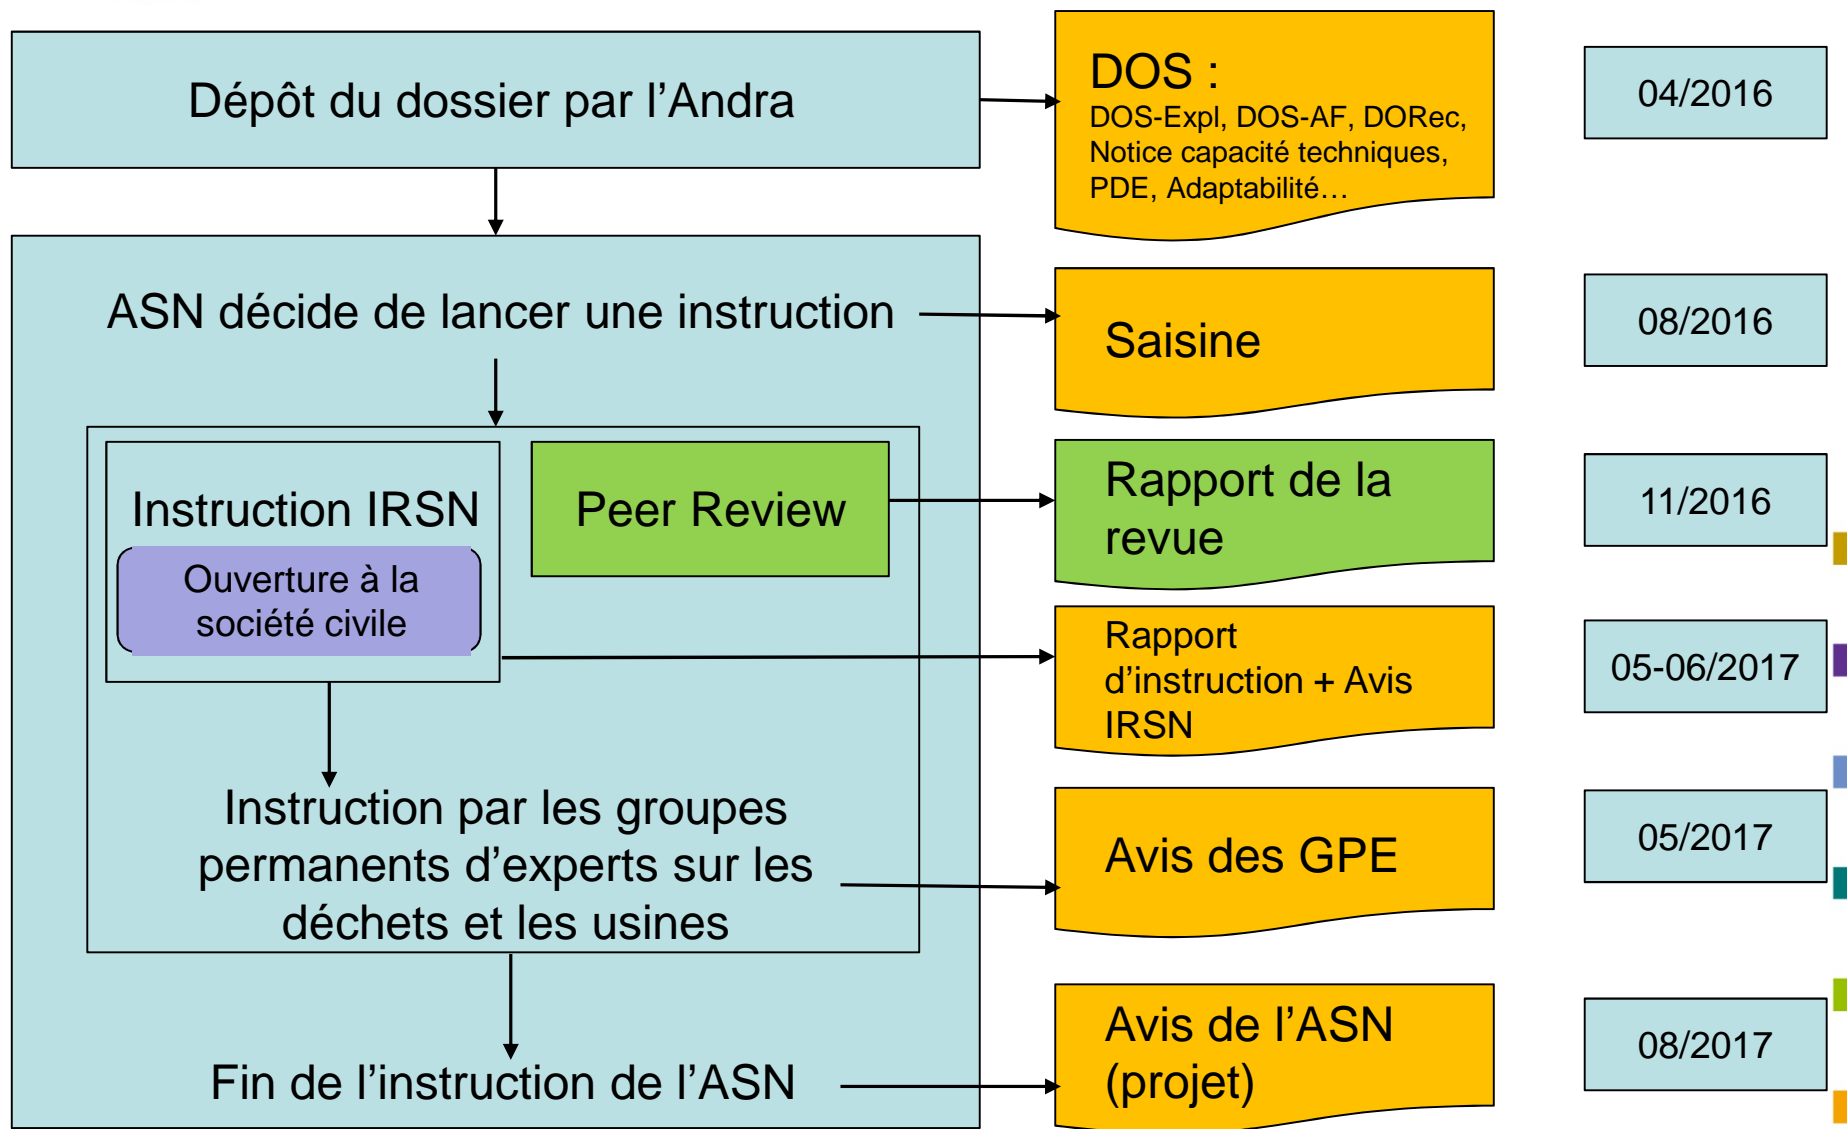 Dépôt du dossier par l’Andra
DOS :
DOS-Expl, DOS-AF, DORec,
Notice capacité techniques,
PDE, Adaptabilité…
04/2016
ASN décide de lancer une instruction
Saisine
08/2016
Instruction IRSN
Ouverture à la
société civile
Peer Review
Rapport de la
revue
11/2016
Rapport
d’instruction + Avis
IRSN
05-06/2017
Instruction par les groupes
permanents d’experts sur les
déchets et les usines
Avis des GPE
05/2017
Fin de l’instruction de l’ASN
Avis de l’ASN
(projet)
08/2017